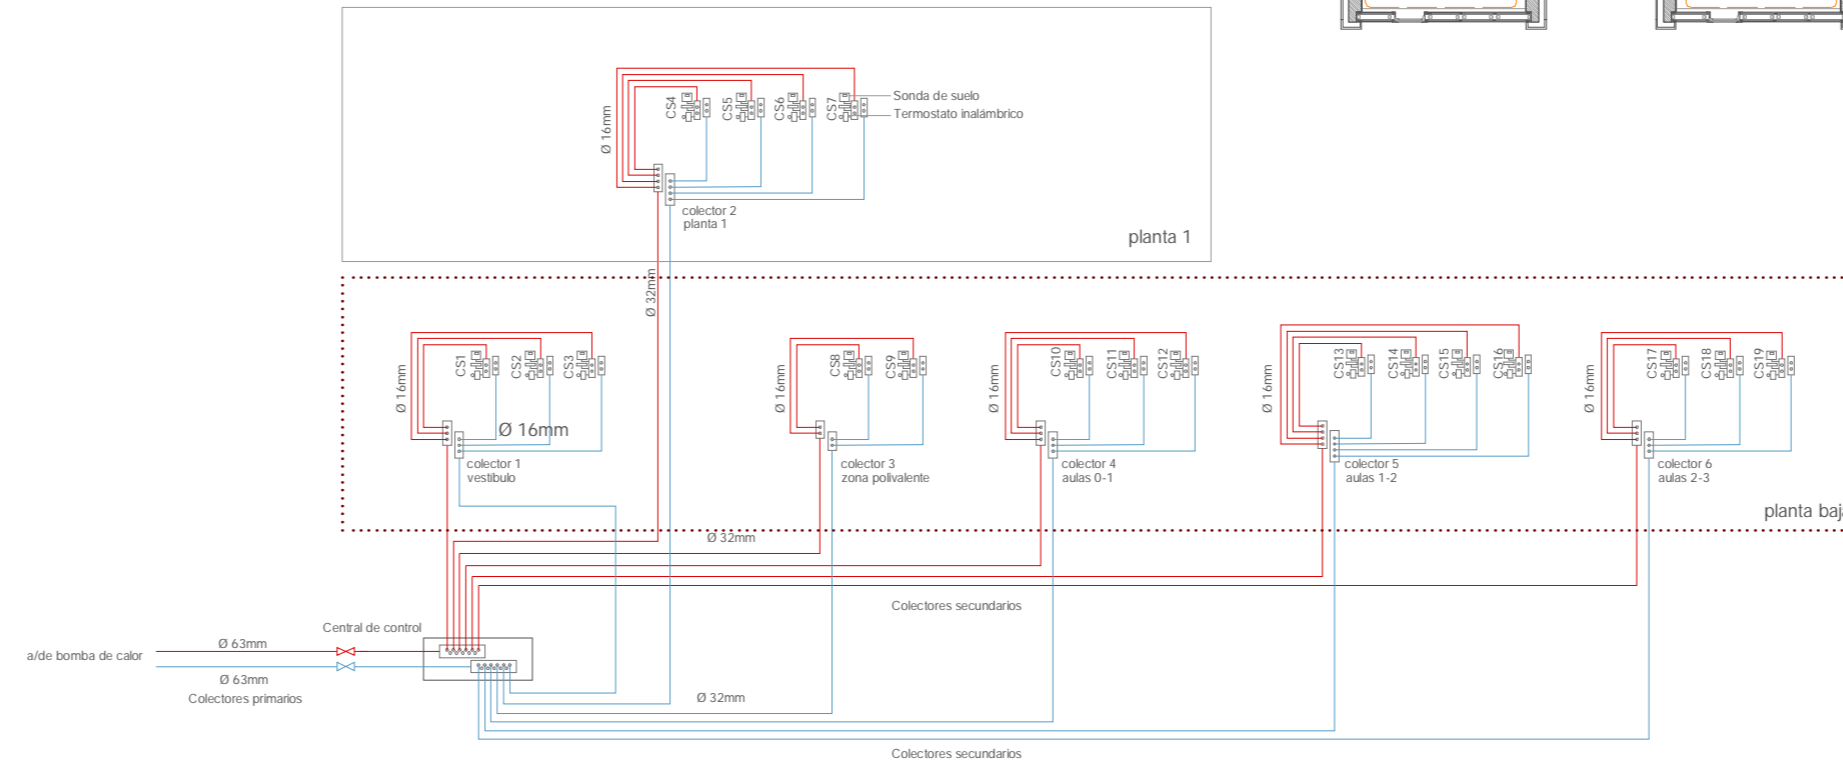 CS4
CS5
CS6
CS7
Sonda de suelo
Termostato inalámbrico
Ø 16mm
colector 2
planta 1
planta 1
Ø 32mm
CS1
CS2
CS3
CS8
CS9
CS10
CS11
CS12
CS13
CS14
CS15
CS16
CS17
CS18
CS19
Ø 16mm
Ø 16mm
Ø 16mm
Ø 16mm
Ø 16mm
Ø 16mm
colector 1
vestíbulo
colector 3
zona polivalente
colector 4
aulas 0-1
colector 5
aulas 1-2
colector 6
aulas 2-3
planta baja
Ø 32mm
Colectores secundarios
Central de control
a/de bomba de calor
Ø 63mm
Ø 63mm
Colectores primarios
Ø 32mm
Colectores secundarios